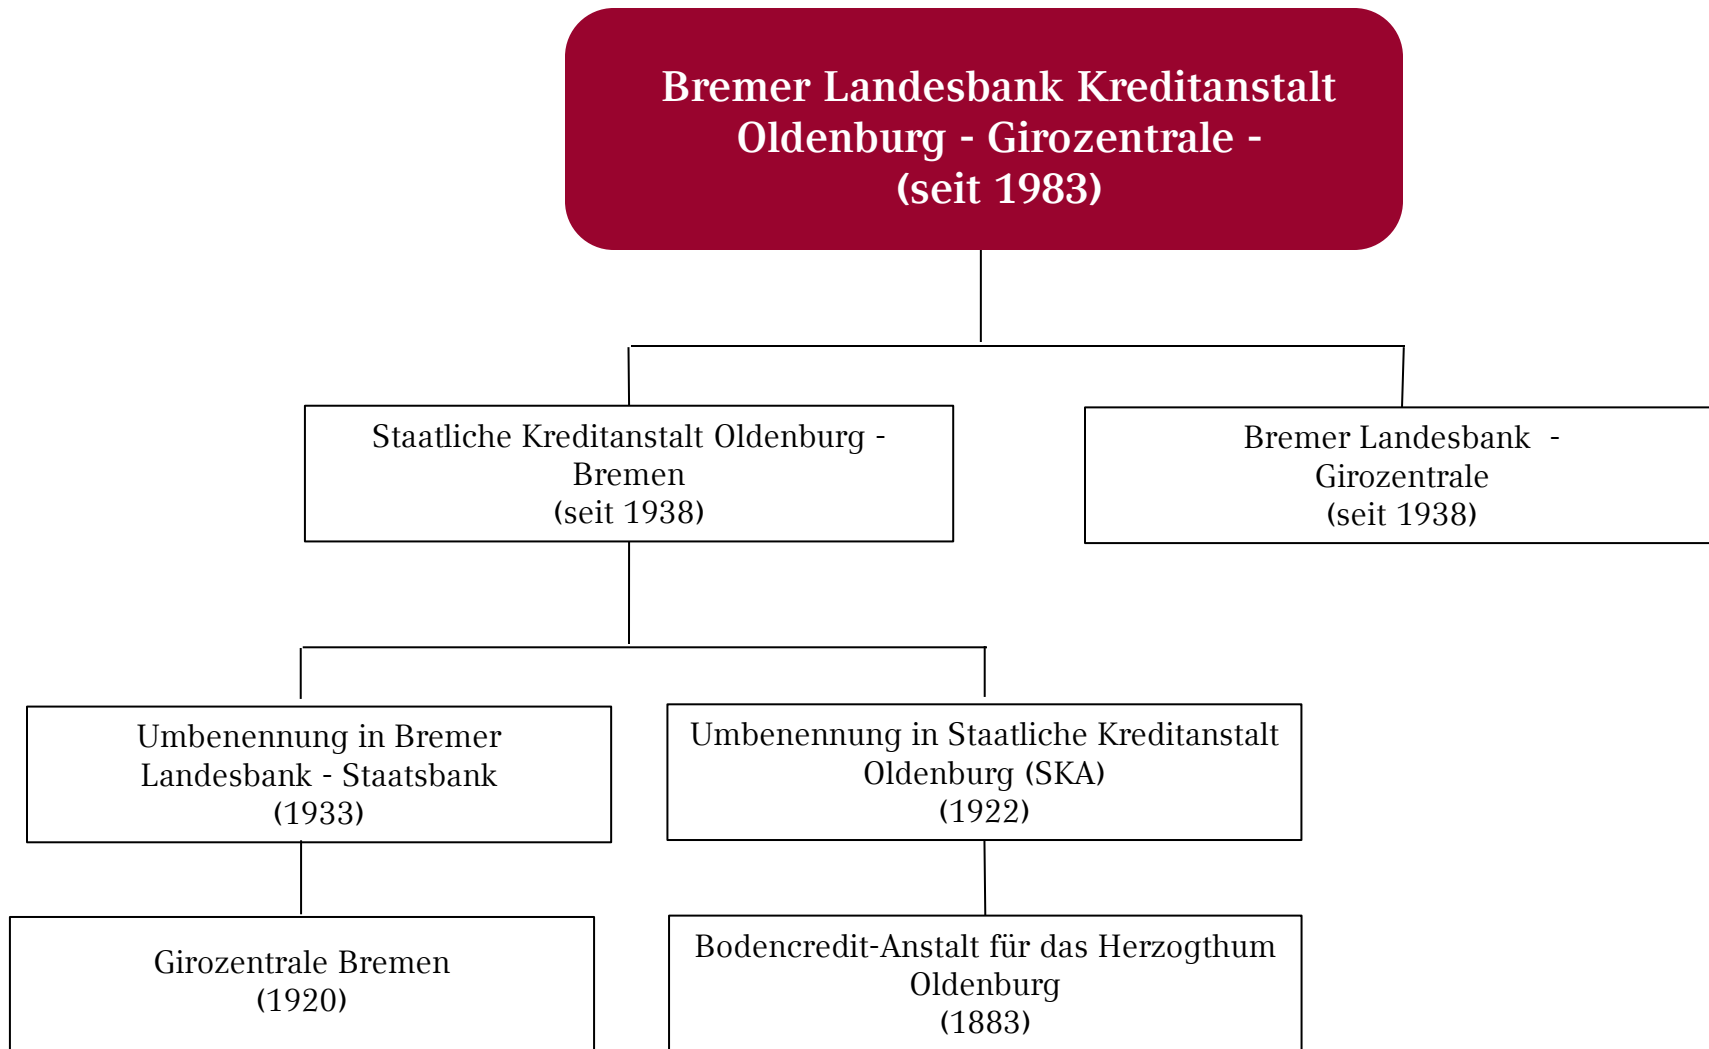 Bremer Landesbank Kreditanstalt
Oldenburg - Girozentrale -
(seit 1983)
Staatliche Kreditanstalt Oldenburg -
Bremen
(seit 1938)
Bremer Landesbank  -
Girozentrale
(seit 1938)
Umbenennung in Bremer
Landesbank - Staatsbank
(1933)
Umbenennung in Staatliche Kreditanstalt
Oldenburg (SKA)
(1922)
Girozentrale Bremen
(1920)
Bodencredit-Anstalt für das Herzogthum
Oldenburg
(1883)